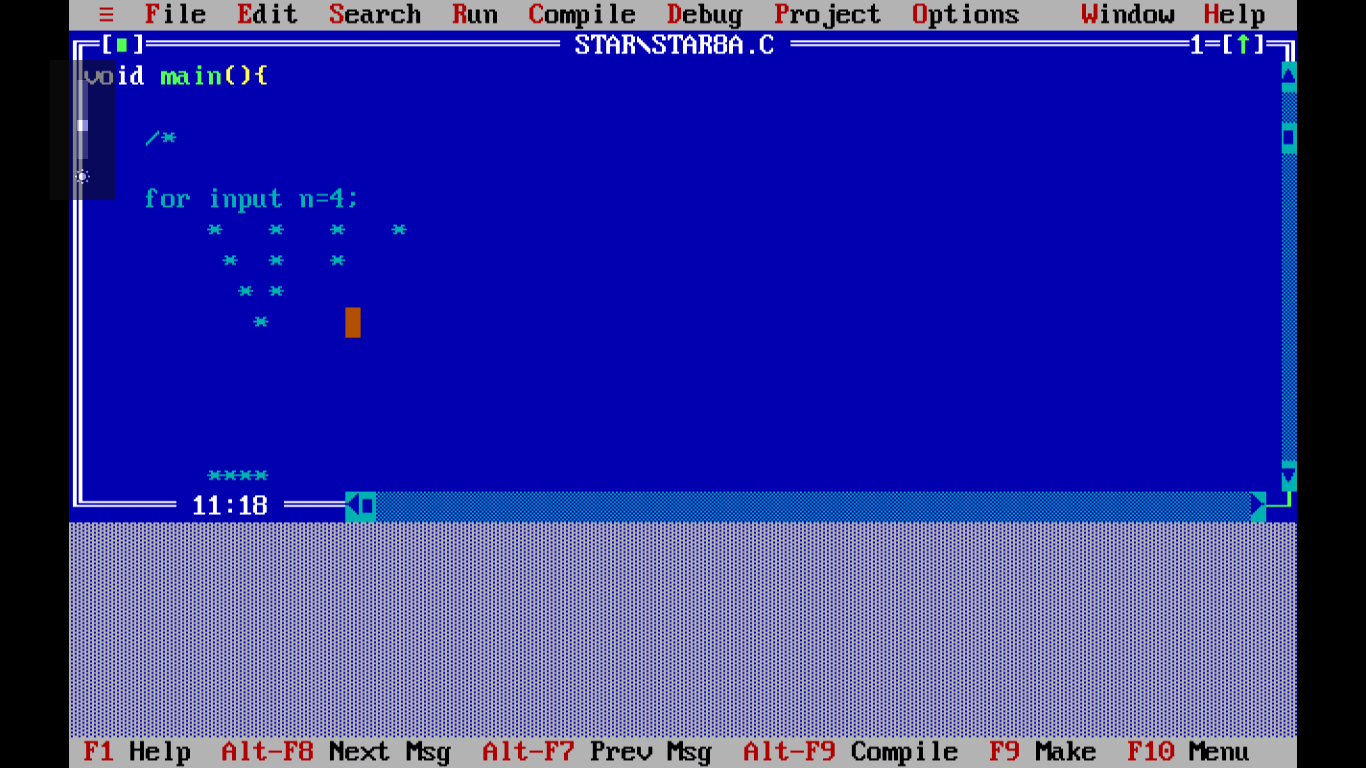 ≡ File Edit Search Run Compile Debug Project Options Window Help
[■] STAR\STAR8A.C 1=[↑]
void main(){
/*
for input n=4;
*   *   *   *
 *  *   *
  * *
   *
****
11:18
F1 Help Alt-F8 Next Msg Alt-F7 Prev Msg Alt-F9 Compile F9 Make F10 Menu